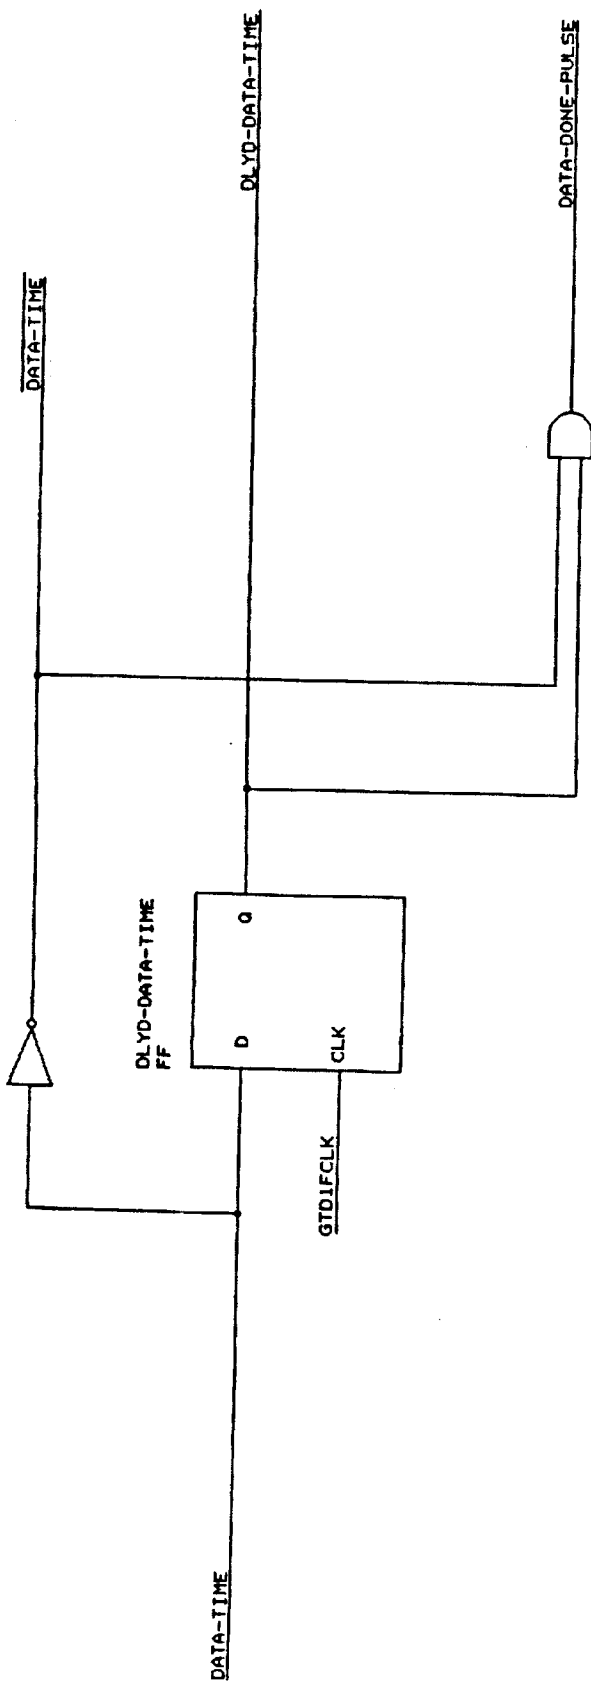 DATA-TIME
DLYD-DATA-TIME
DATA-DONE-PULSE
DLYD-DATA-TIME
FF
D
Q
CLK
GTD1FCLK
DATA-TIME